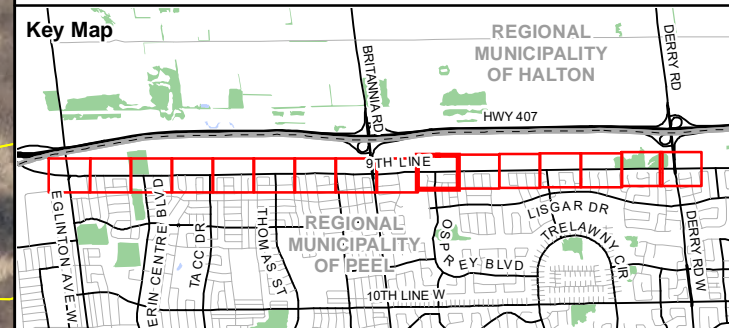 Key Map
REGIONAL
MUNICIPALITY
OF HALTON
BRITANNIA RD
DERRY RD
HWY 407
9TH LINE
EGLINTON AVE W
ERIN CENTRE BLVD
TACC DR
THOMAS ST
REGIONAL
MUNICIPALITY
OF PEEL
OSPREY BLVD
LISGAR DR
TRELAWNY CIR
DERRY RD W
10TH LINE W